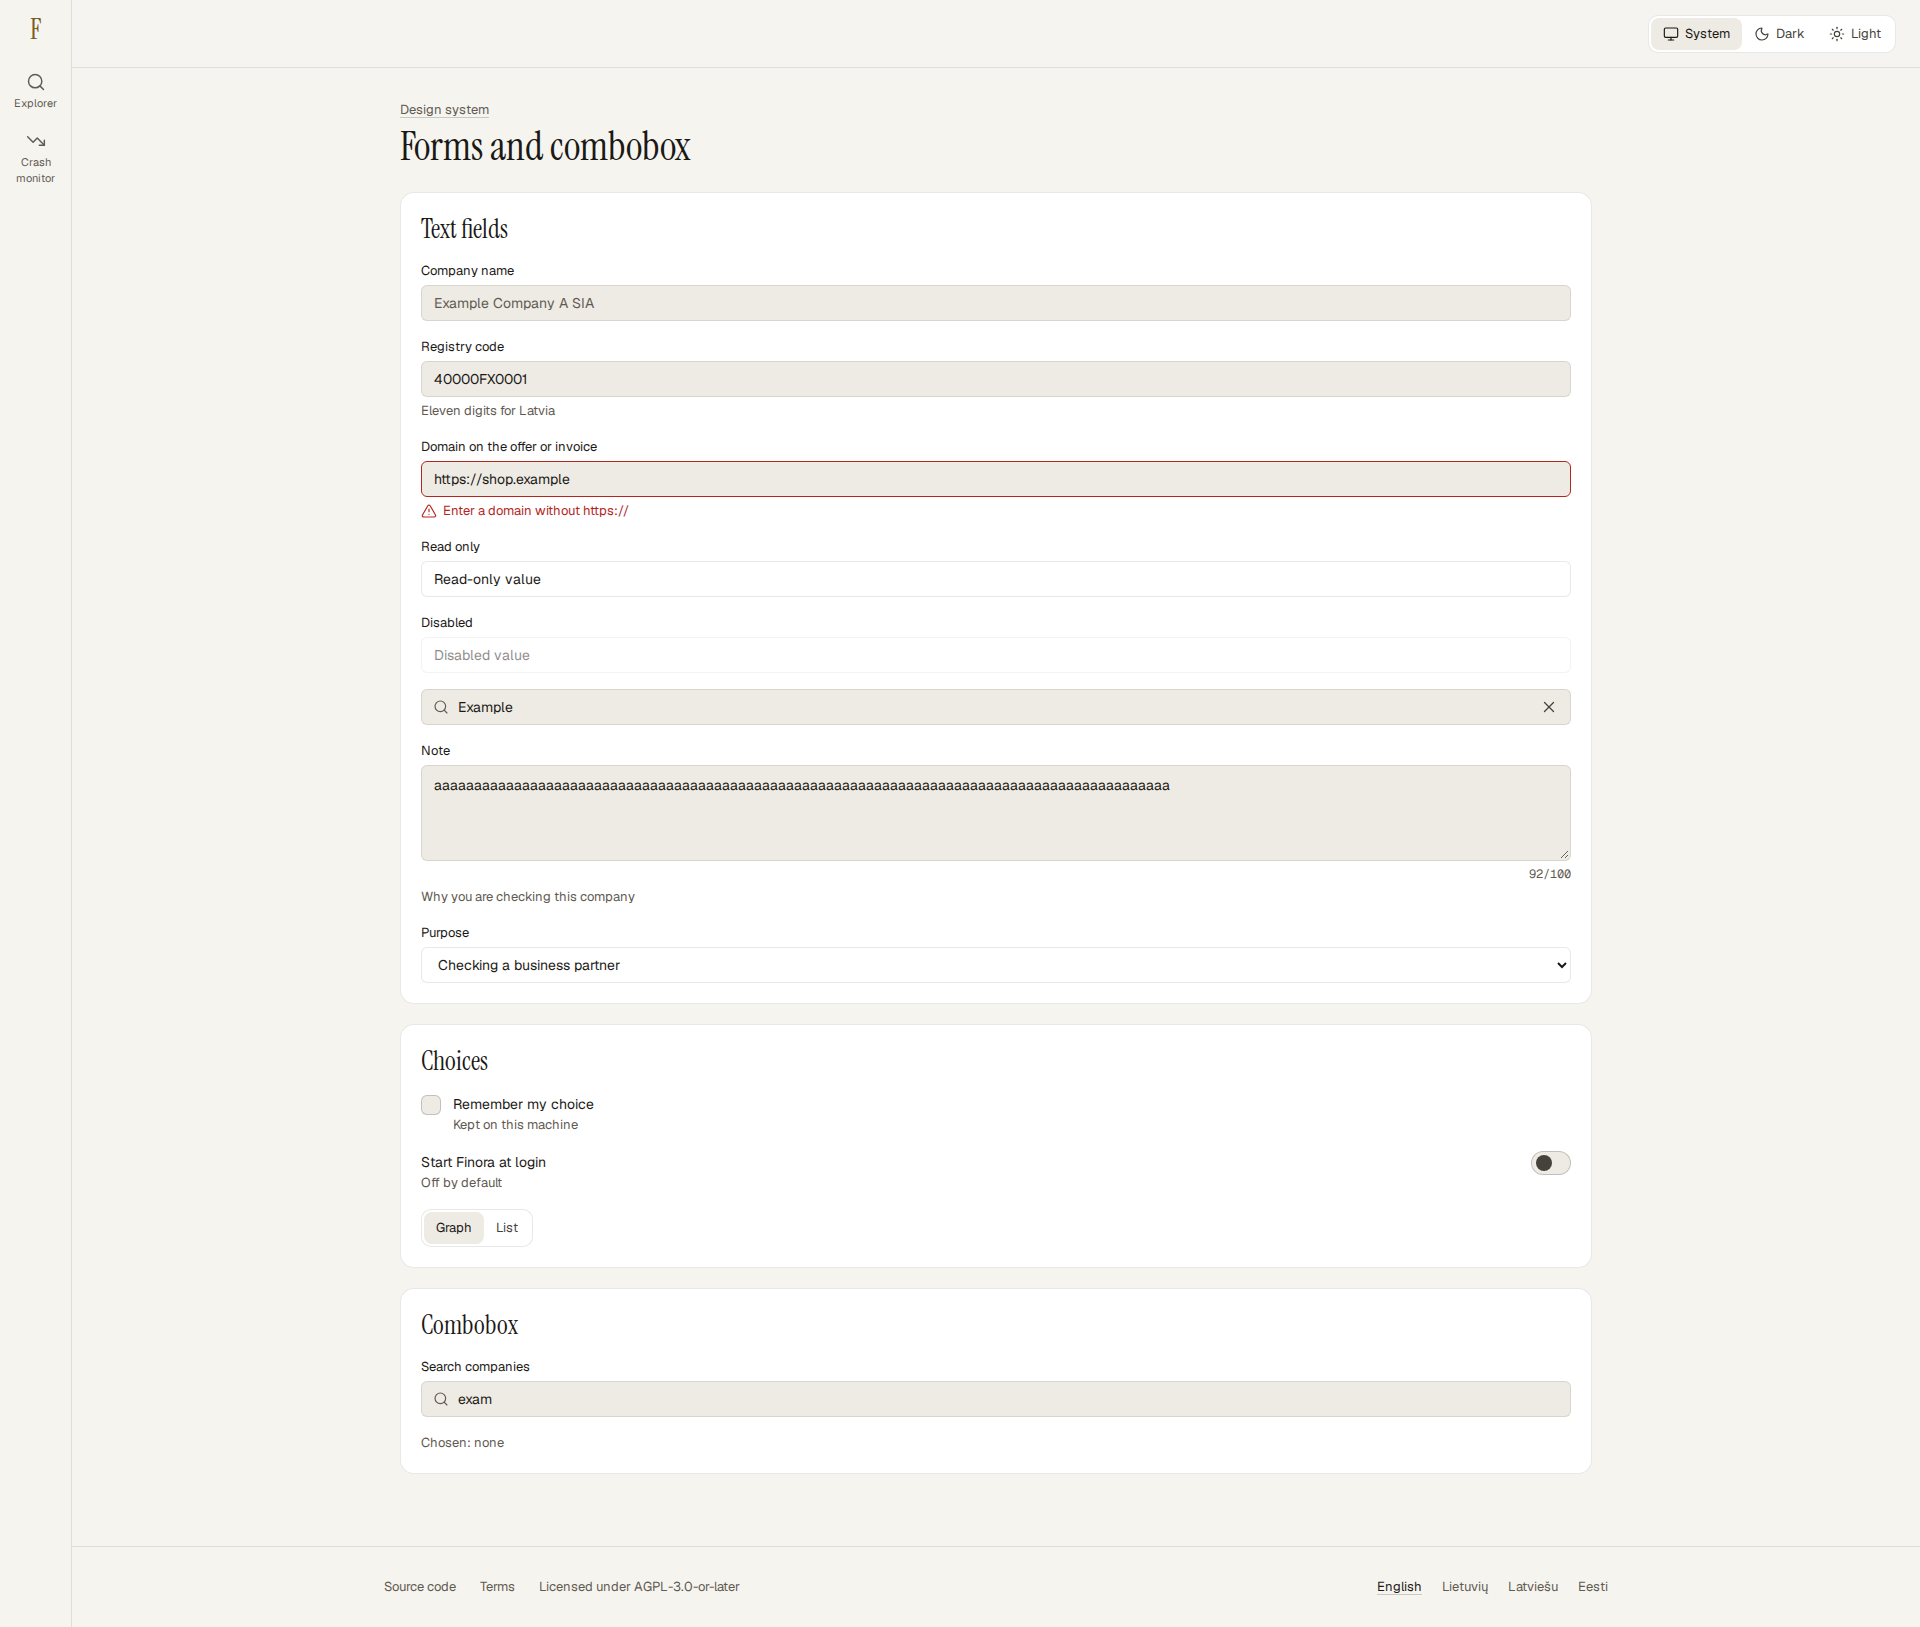 F
System
Dark
Light
Explorer
Crash
monitor
Design system
Forms and combobox
Text fields
Company name
Example Company A SIA
Registry code
40000FX0001
Eleven digits for Latvia
Domain on the offer or invoice
https://shop.example
Enter a domain without https://
Read only
Read-only value
Disabled
Disabled value
Example
Note
aaaaaaaaaaaaaaaaaaaaaaaaaaaaaaaaaaaaaaaaaaaaaaaaaaaaaaaaaaaaaaaaaaaaaaaaaaaaaaaaaaaaaaaaaaaa
92/100
Why you are checking this company
Purpose
Checking a business partner
Choices
Remember my choice
Kept on this machine
Start Finora at login
Off by default
Graph
List
Combobox
Search companies
exam
Chosen: none
Source code
Terms
Licensed under AGPL-3.0-or-later
English
Lietuvių
Latviešu
Eesti